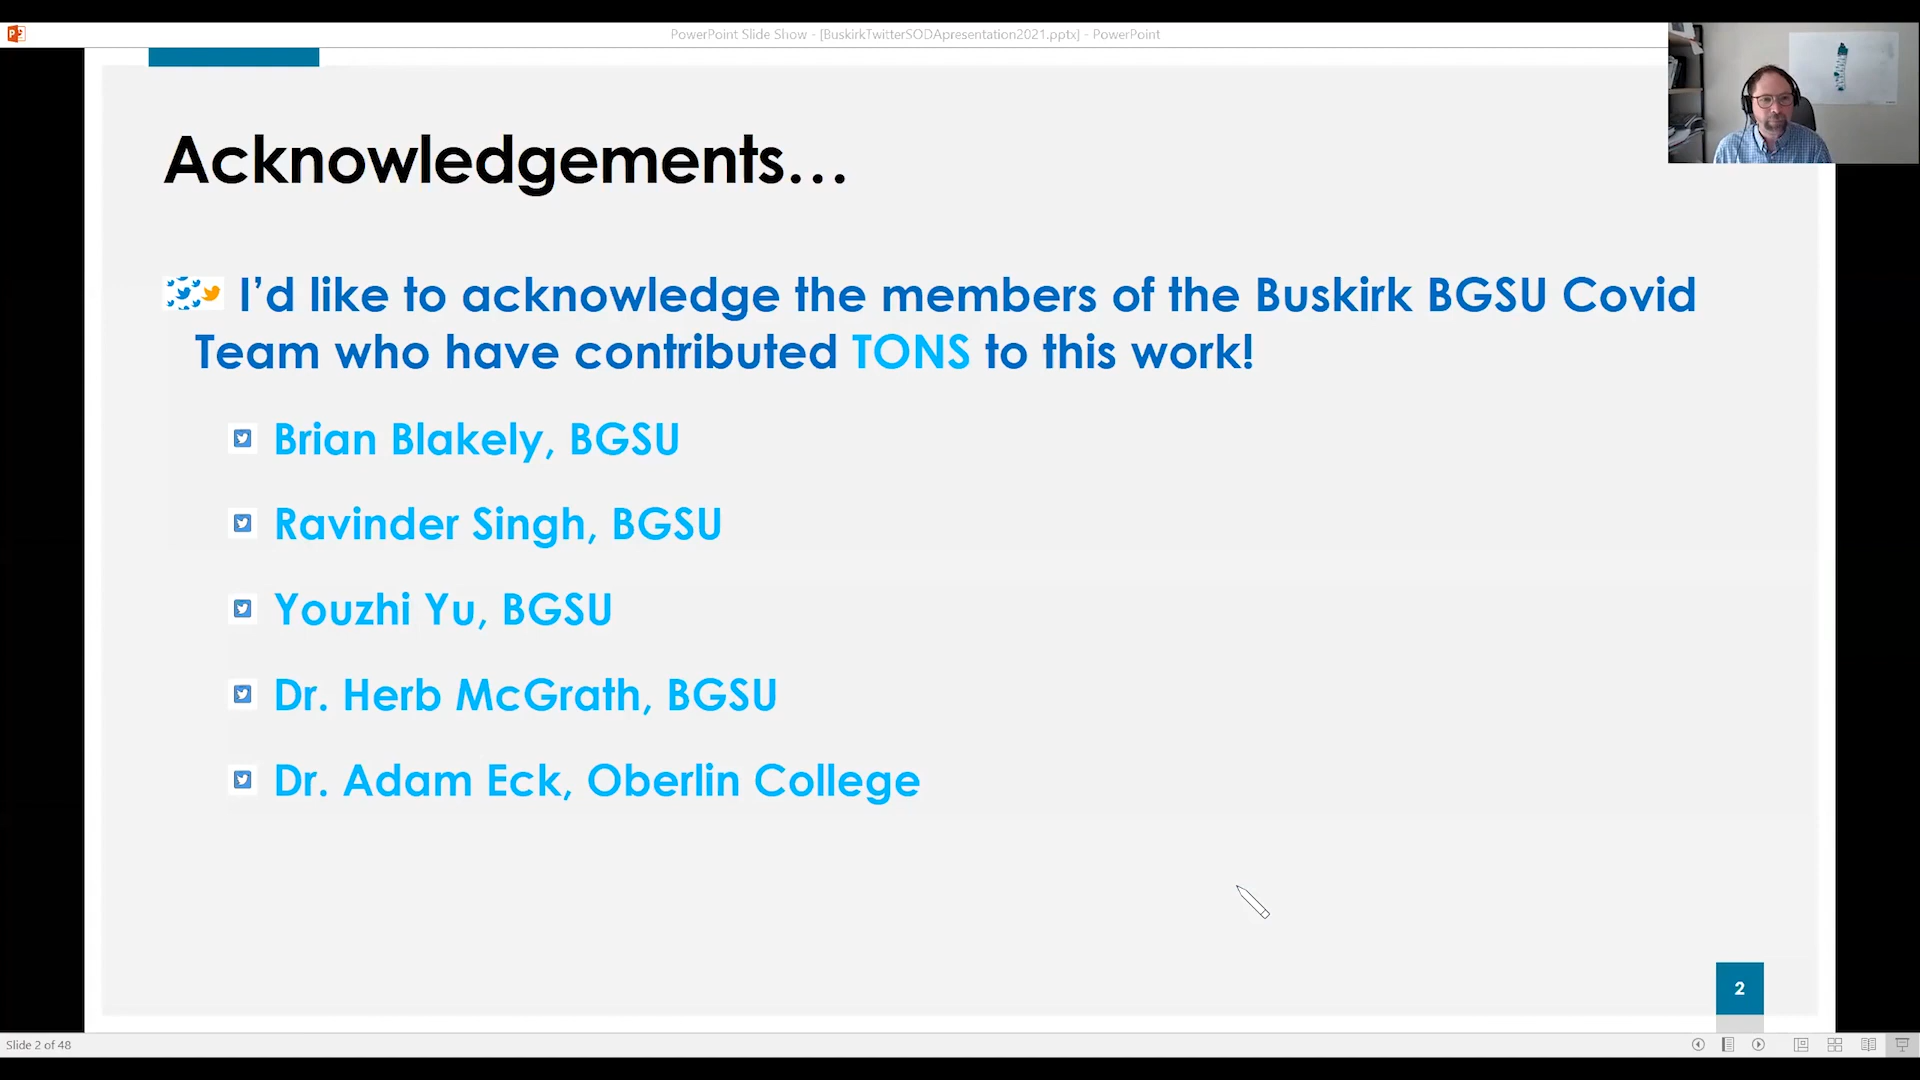 PowerPoint Slide Show - [BuskirkTwitterSODApresentation2021.pptx] - PowerPoint
Acknowledgements...
I'd like to acknowledge the members of the Buskirk BGSU Covid
Team who have contributed TONS to this work!
Brian Blakely, BGSU
Ravinder Singh, BGSU
Youzhi Yu, BGSU
Dr. Herb McGrath, BGSU
Dr. Adam Eck, Oberlin College
2
Slide 2 of 48